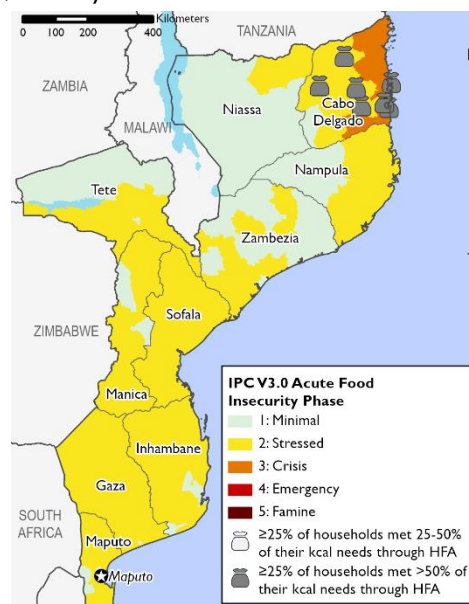 Kilometers
0 100 200 400
TANZANIA
ZAMBIA
MALAWI
Niassa
Cabo
Delgado
Nampula
Tete
Zambezia
Sofala
ZIMBABWE
Manica
Inhambane
Gaza
SOUTH
AFRICA
Maputo
Maputo
IPC V3.0 Acute Food
Insecurity Phase
1: Minimal
2: Stressed
3: Crisis
4: Emergency
5: Famine
≥25% of households met 25-50%
of their kcal needs through HFA
≥25% of households met >50% of
their kcal needs through HFA